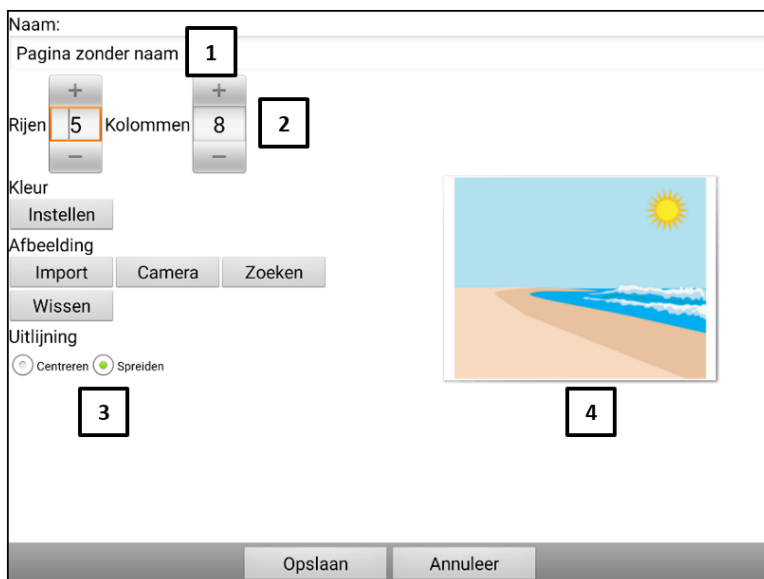 Naam:
Pagina zonder naam 1
+ +
Rijen 5 Kolommen 8 2
− −
Kleur
Instellen
Afbeelding
Import Camera Zoeken
Wissen
Uitlijning
Centreren Spreiden
3 4
Opslaan Annuleer